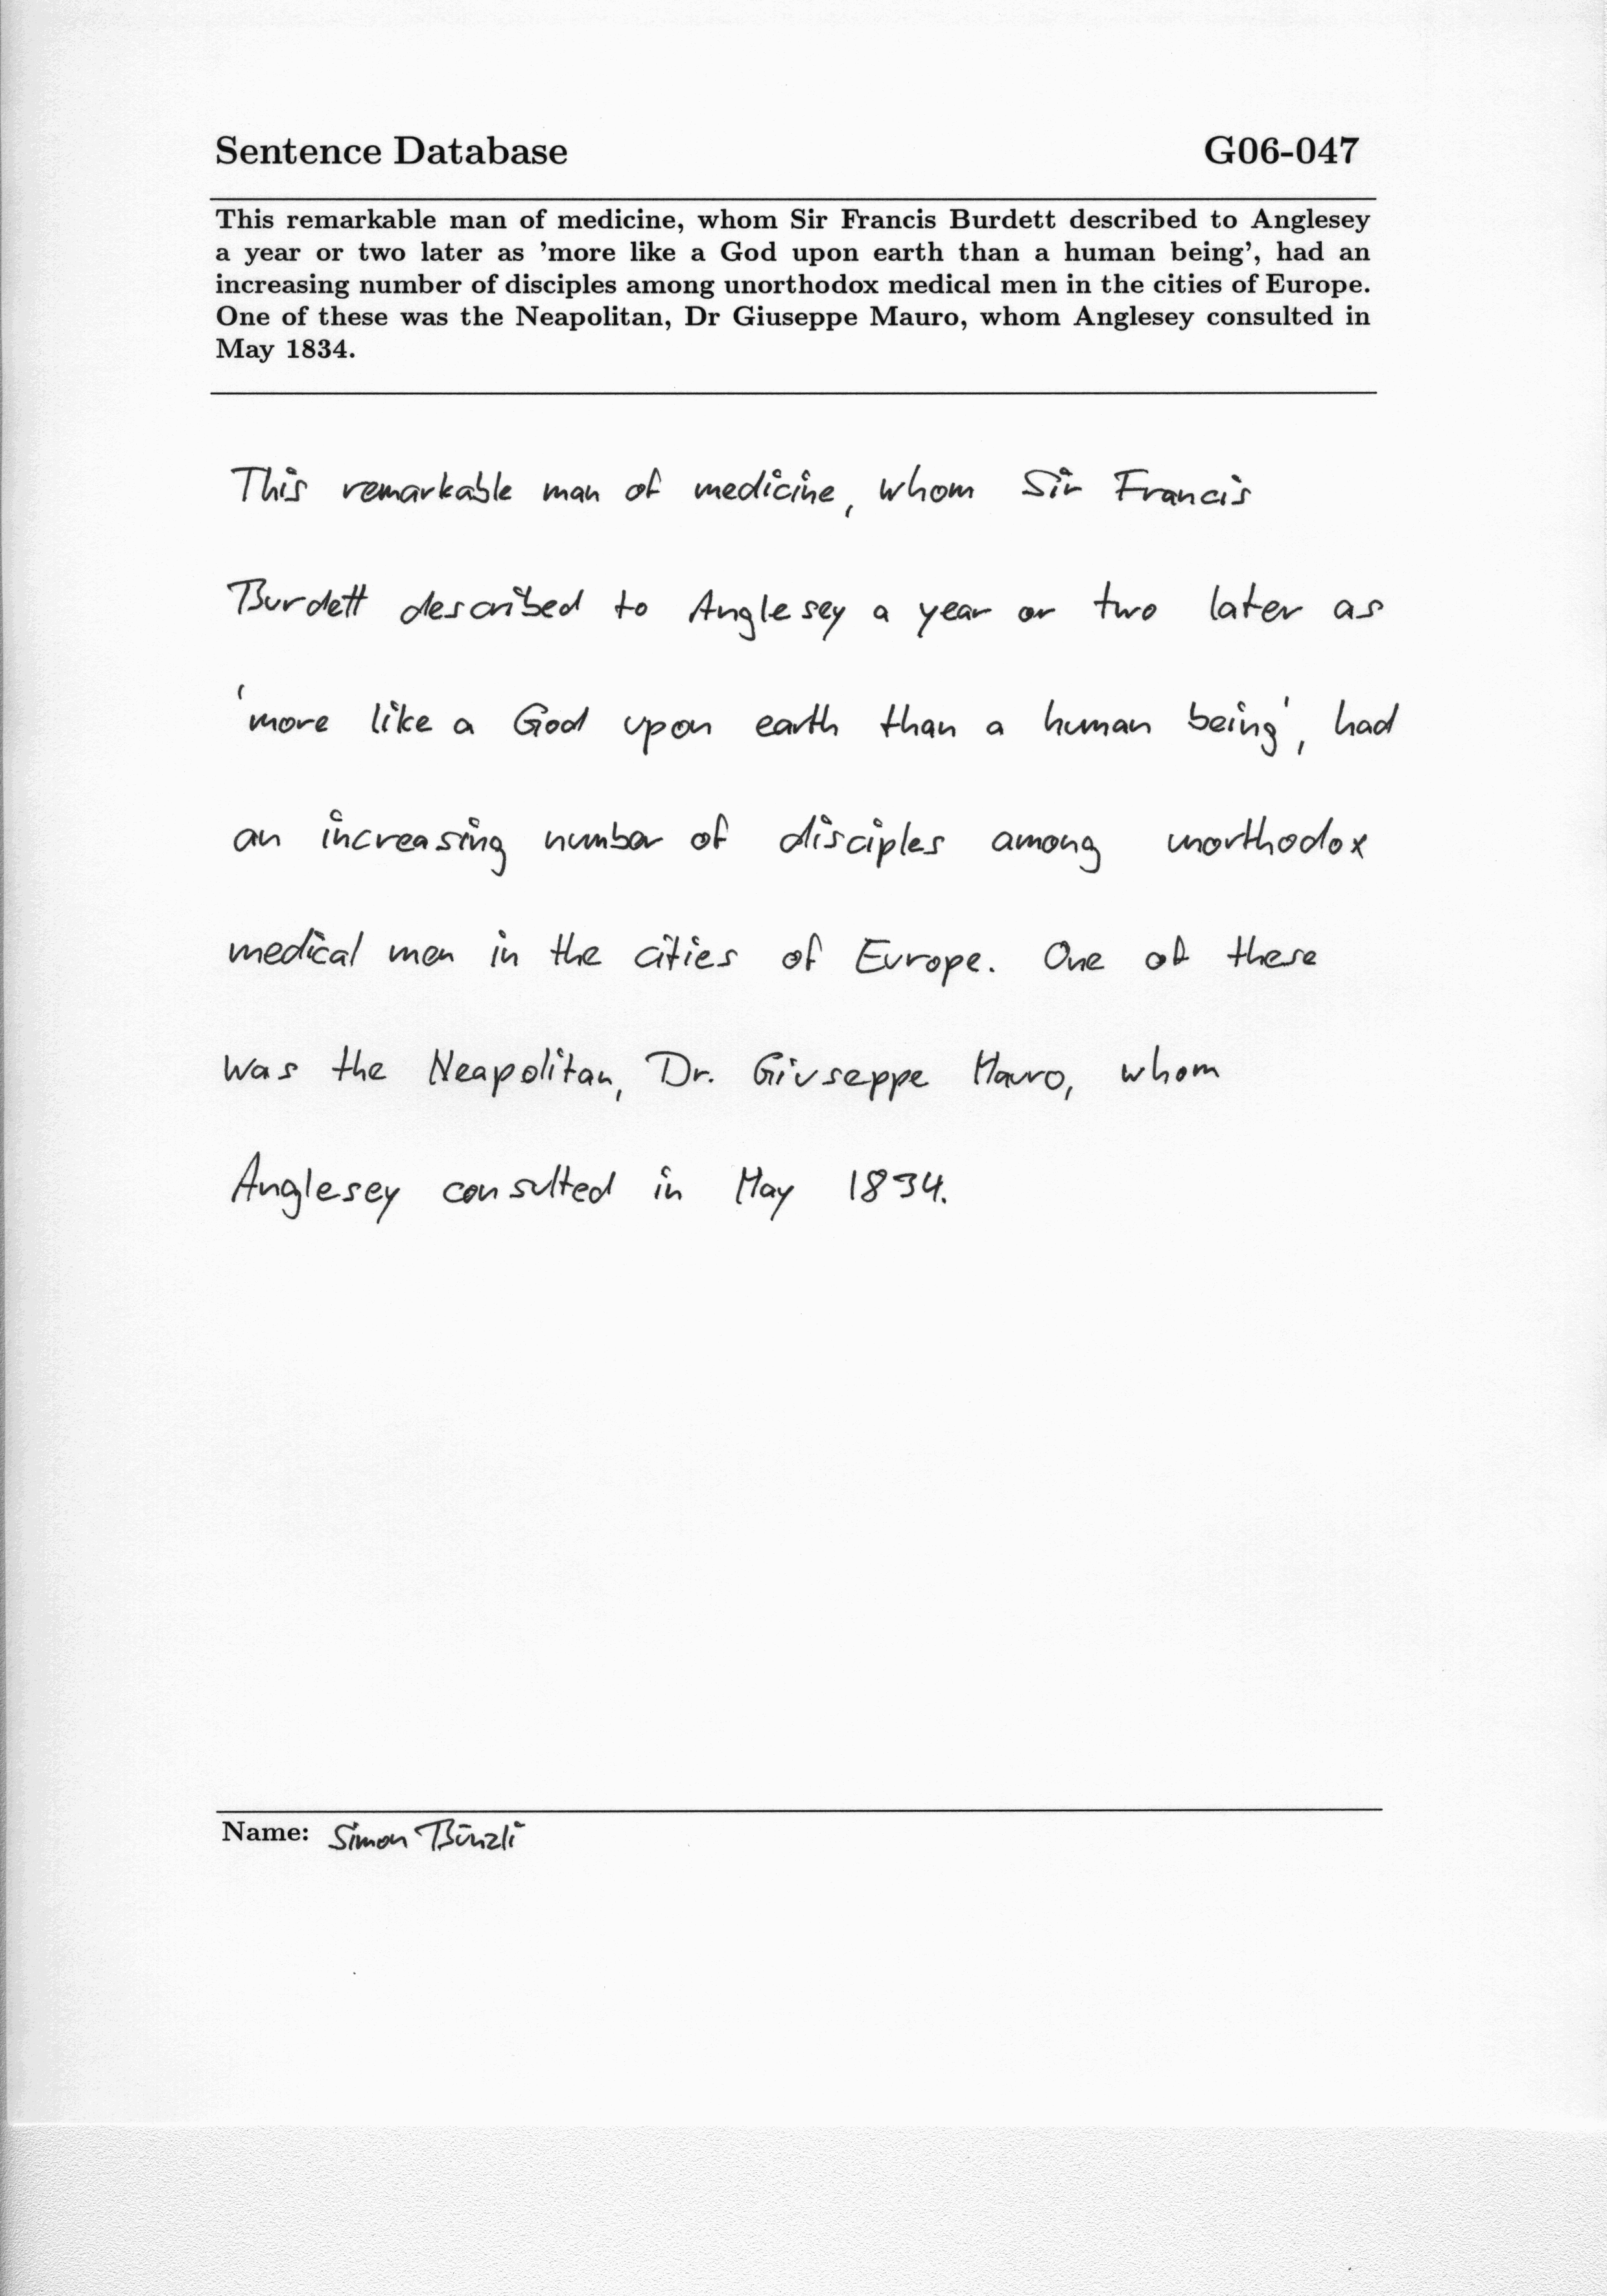 Sentence Database G06-047
This remarkable man of medicine, whom Sir Francis Burdett described to Anglesey
a year or two later as 'more like a God upon earth than a human being', had an
increasing number of disciples among unorthodox medical men in the cities of Europe.
One of these was the Neapolitan, Dr Giuseppe Mauro, whom Anglesey consulted in
May 1834.
This remarkable man of medicine, whom Sir Francis
Burdett described to Anglesey a year or two later as
'more like a God upon earth than a human being', had
an increasing number of disciples among unorthodox
medical men in the cities of Europe. One of these
was the Neapolitan, Dr. Giuseppe Mauro, whom
Anglesey consulted in May 1834.
Name: Simon Bünzli